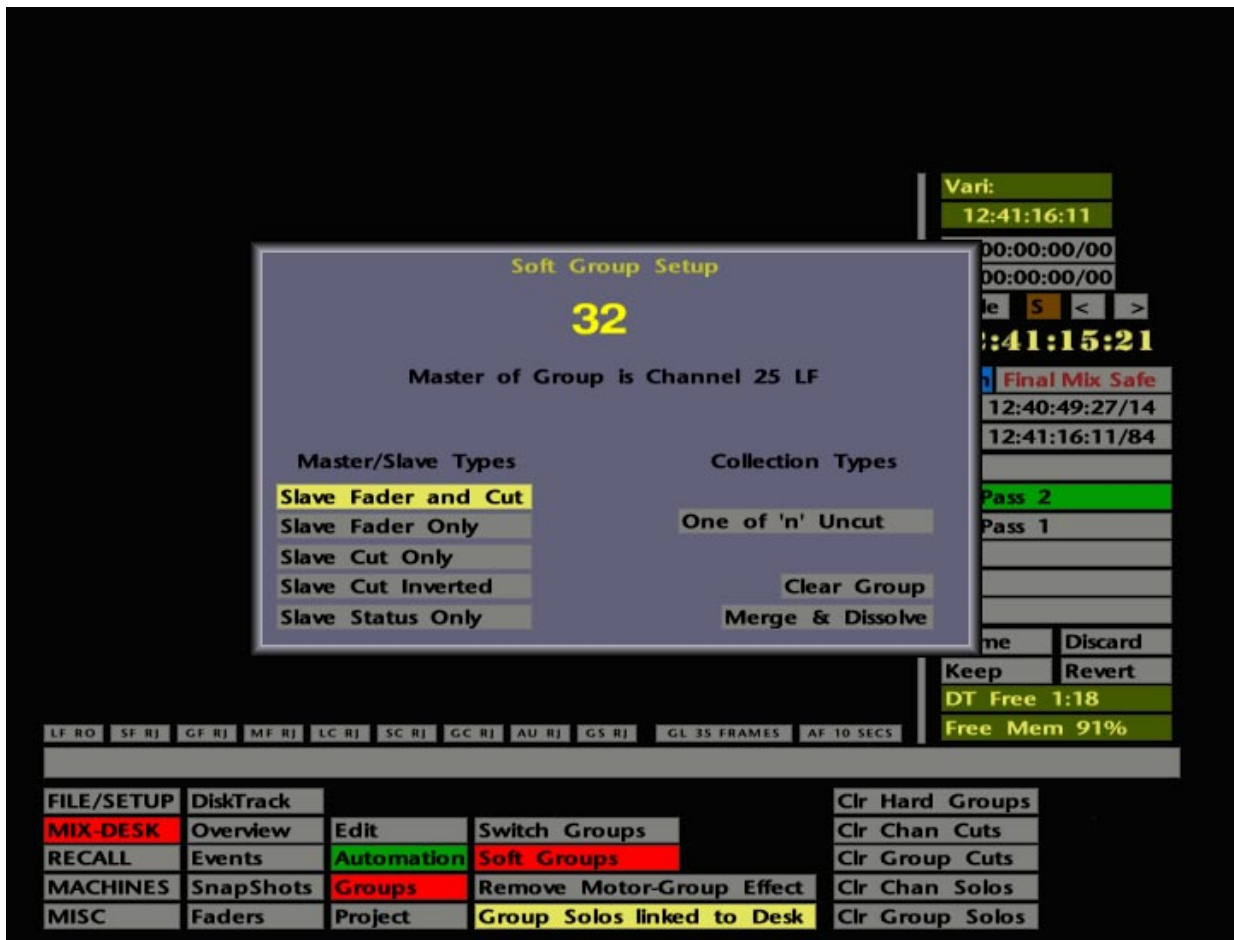 Vari:
12:41:16:11
Soft Group Setup
32
Master of Group is Channel 25 LF
Master/Slave Types
Slave Fader and Cut
Slave Fader Only
Slave Cut Only
Slave Cut Inverted
Slave Status Only
Collection Types
One of 'n' Uncut
Clear Group
Merge & Dissolve
00:00:00/00
00:00:00/00
S < >
:41:15:21
Final Mix Safe
12:40:49:27/14
12:41:16:11/84
Pass 2
Pass 1
Discard
Keep Revert
DT Free 1:18
Free Mem 91%
LF RO SF RJ GF RJ MF RJ LC RJ SC RJ GC RJ AU RJ GS RJ GL 35 FRAMES AF 10 SECS
FILE/SETUP DiskTrack Clr Hard Groups
MIX-DESK Overview Edit Switch Groups Clr Chan Cuts
RECALL Events Automation Soft Groups Clr Group Cuts
MACHINES SnapShots Groups Remove Motor-Group Effect Clr Chan Solos
MISC Faders Project Group Solos linked to Desk Clr Group Solos